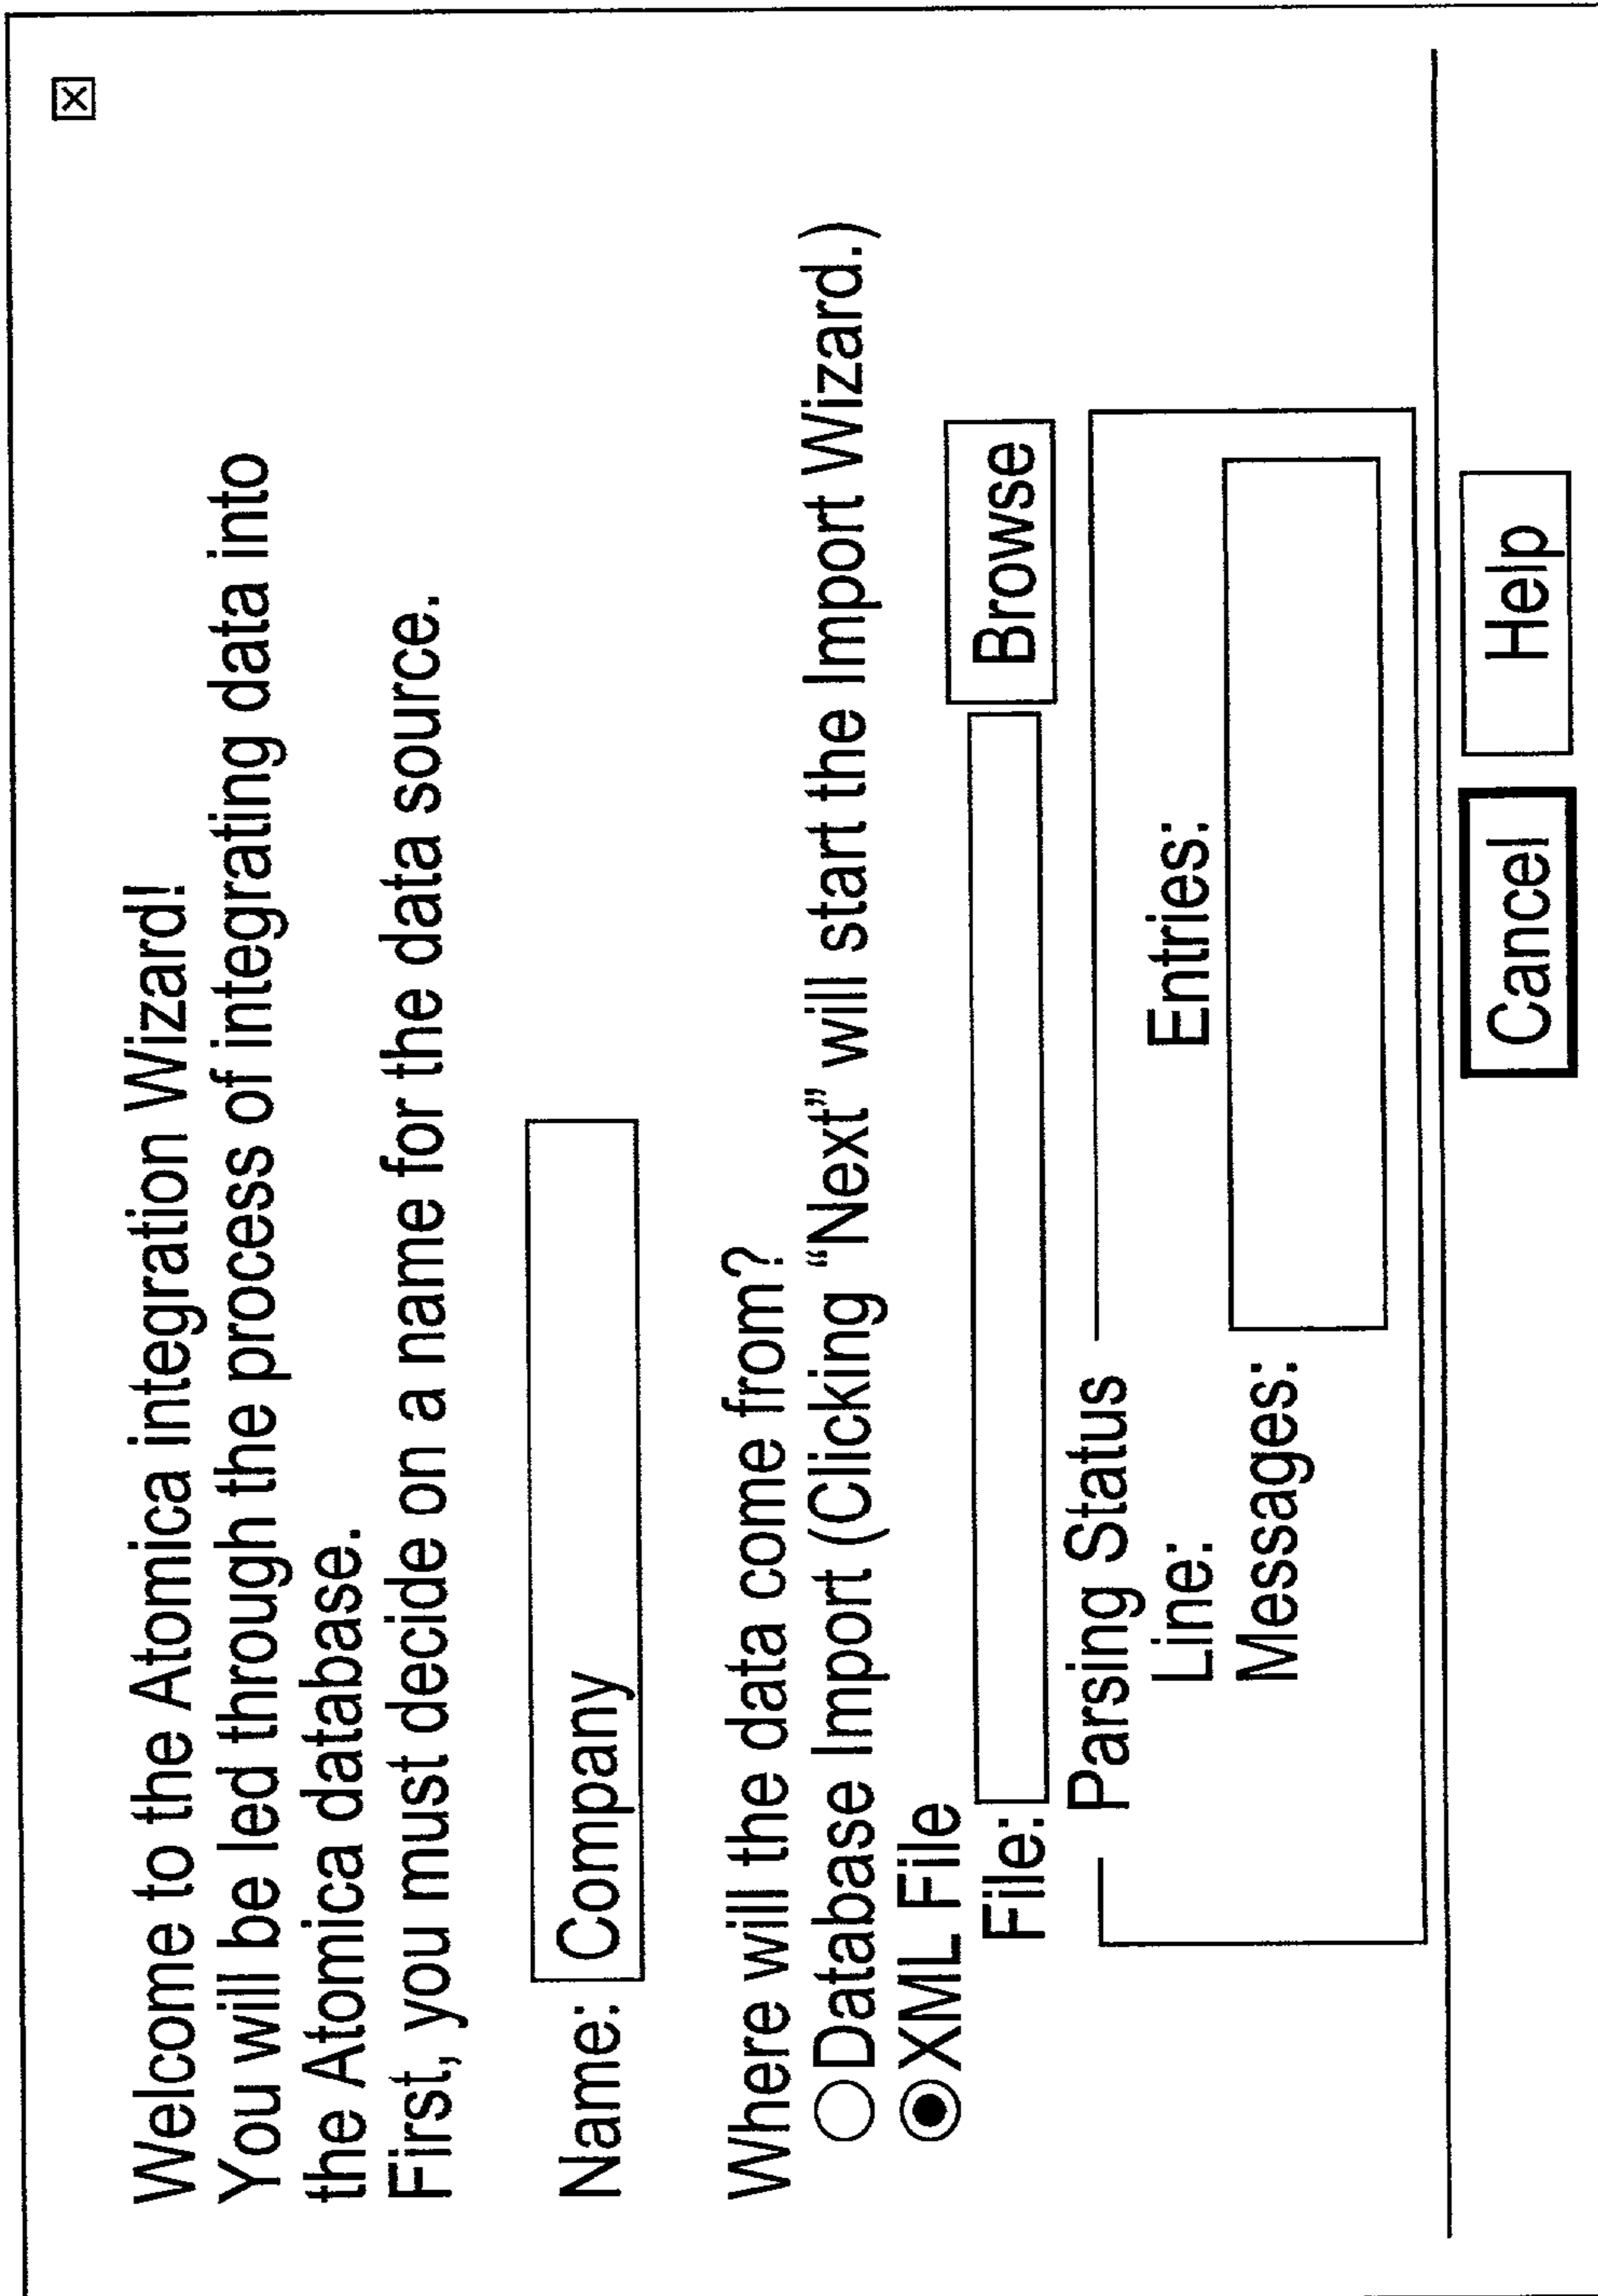 Welcome to the Atomica integration Wizard!
You will be led through the process of integrating data into
the Atomica database.
First, you must decide on a name for the data source.
Name: Company
Where will the data come from?
Database Import (Clicking “Next” will start the Import Wizard.)
XML File
File: Browse
Parsing Status
Line: Entries:
Messages:
Cancel Help